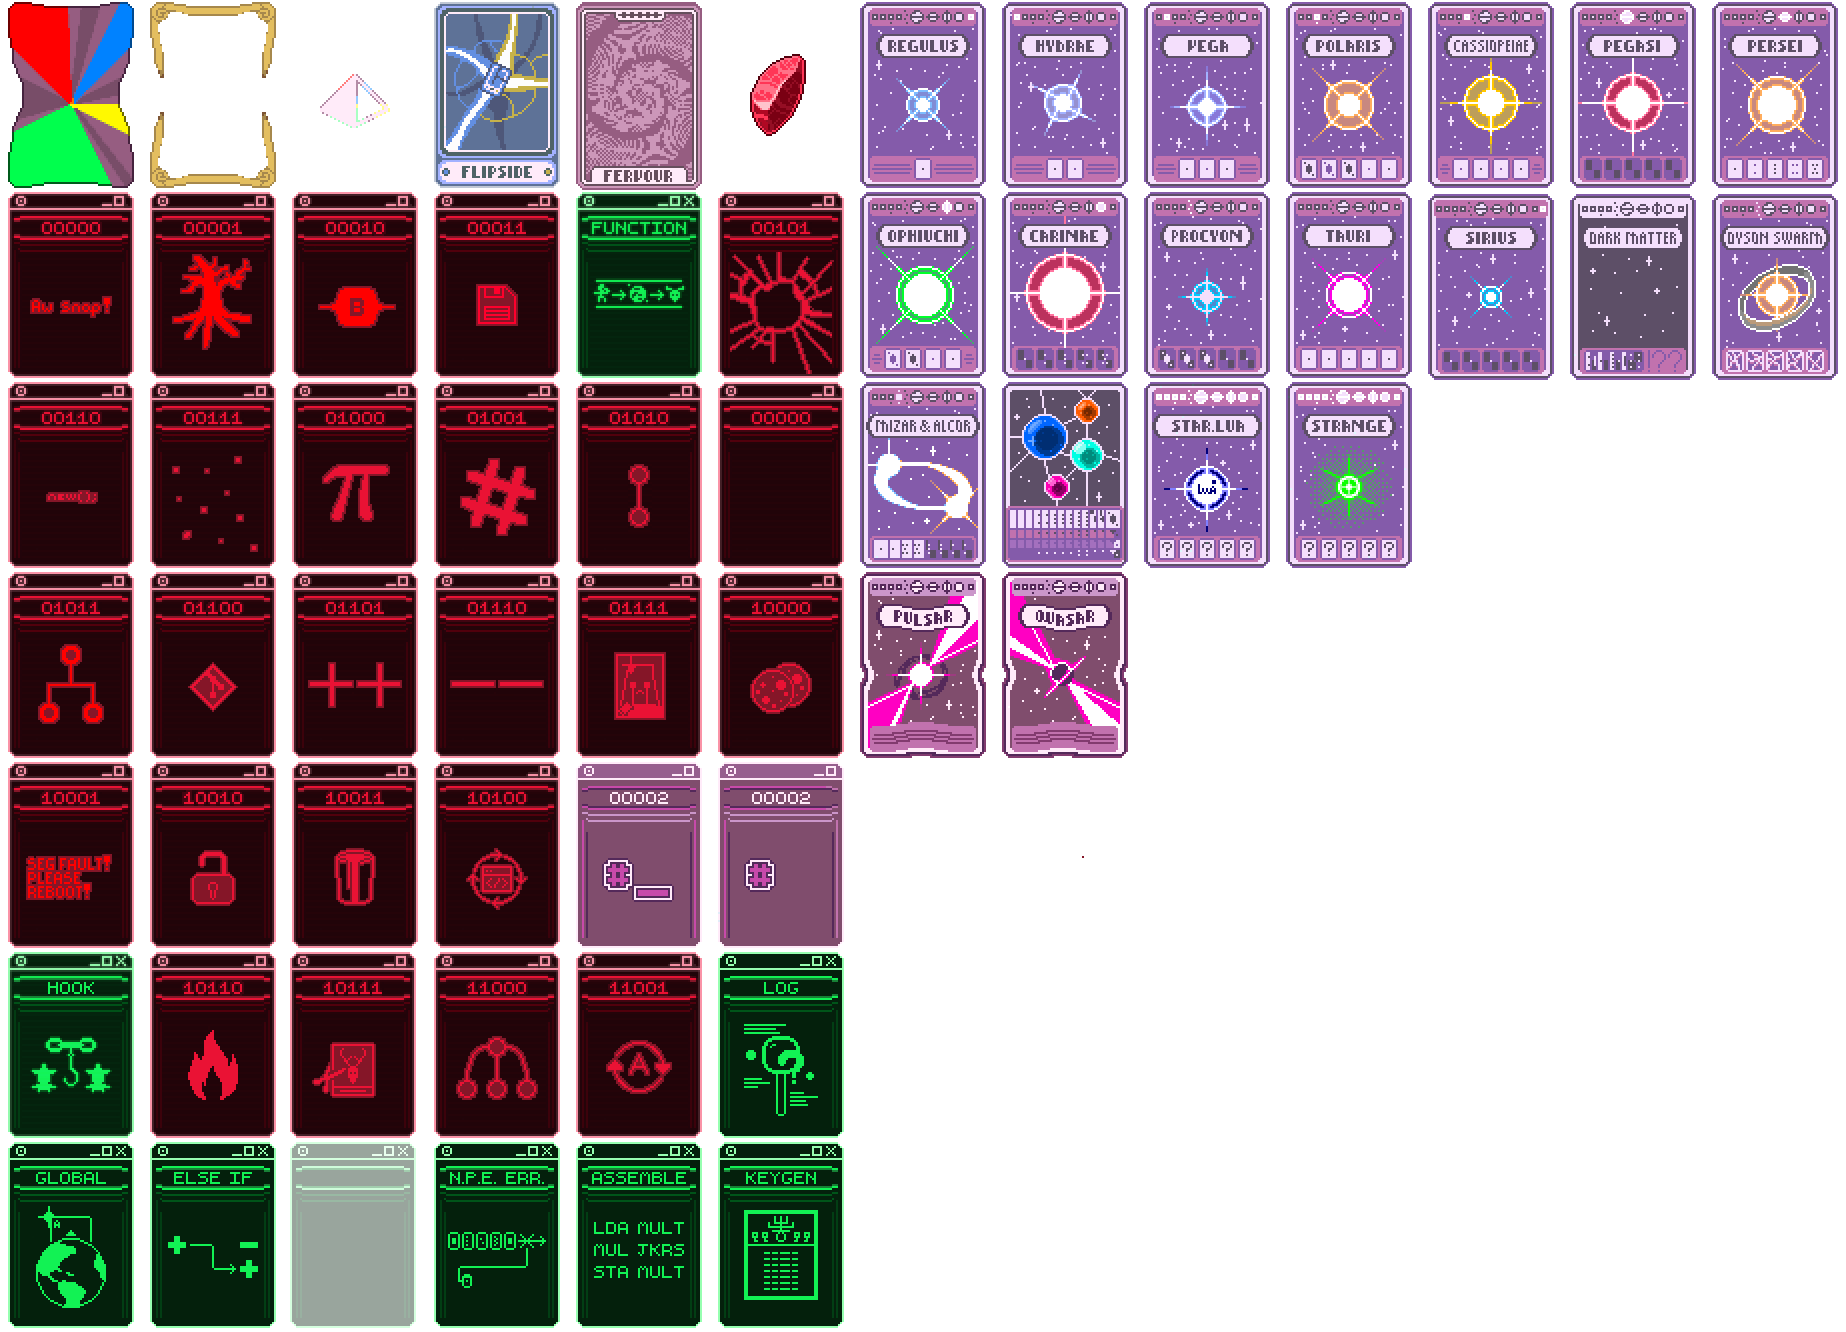 REGULUS
HYDRAE
VEGA
POLARIS
CASSIOPEIAE
PEGASI
PERSEI
FLIPSIDE
FERVOUR
00000
00001
00010
00011
FUNCTION
00101
OPHIUCHI
CARINAE
PROCYON
TAURI
SIRIUS
DARK MATTER
DYSON SWARM
Aw Snap!
B
??
00110
00111
01000
01001
01010
00000
MIZAR & ALCOR
STAR.LUA
STRANGE
new();
π
#
LUA
? ? ? ? ?
? ? ? ? ?
01011
01100
01101
01110
01111
10000
PULSAR
QUASAR
++
——
10001
10010
10011
10100
00002
00002
SEG FAULT!
PLEASE
REBOOT!
</>
#_
#
HOOK
10110
10111
11000
11001
LOG
A
GLOBAL
ELSE IF
N.P.E. ERR.
ASSEMBLE
KEYGEN
A
LDA MULT
MUL JKRS
STA MULT